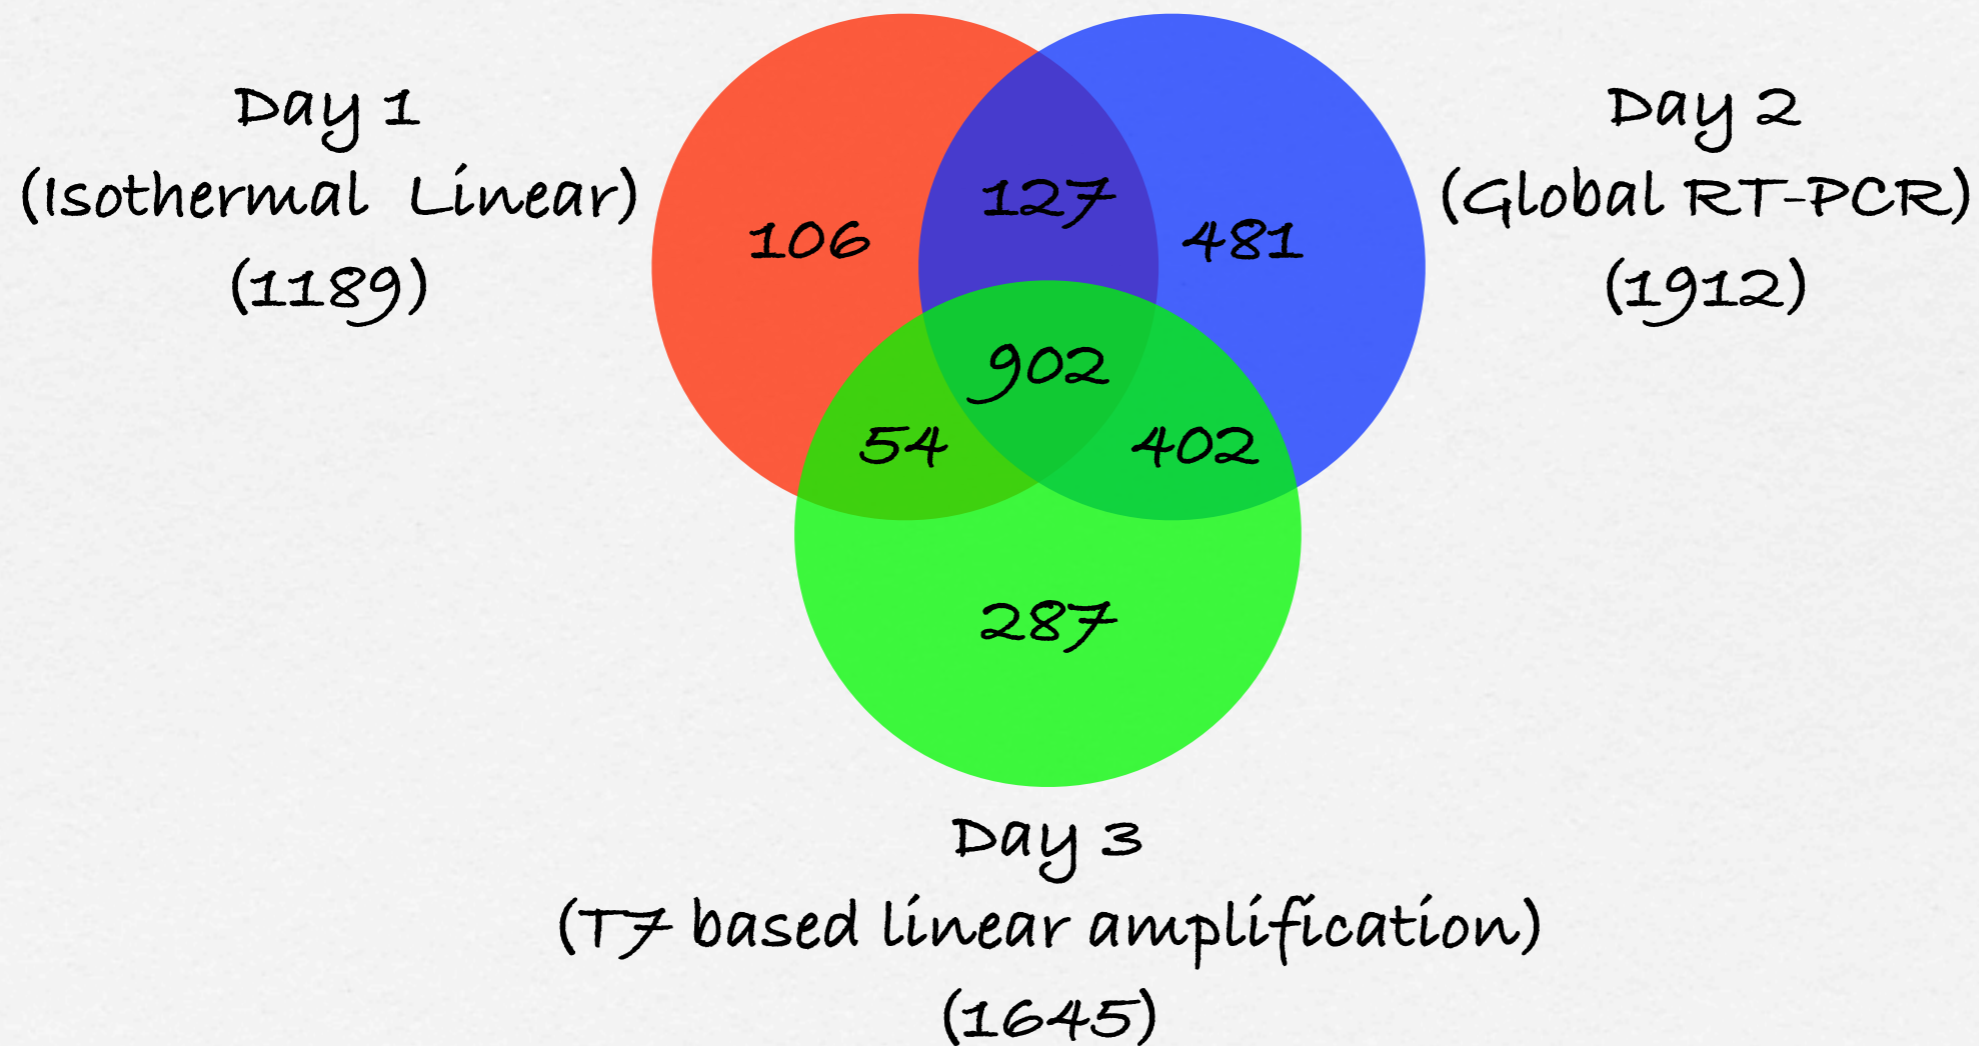 Day 1
(Isothermal Linear)
(1189)
Day 2
(Global RT-PCR)
(1912)
106
127
481
902
54
402
287
Day 3
(T7 based linear amplification)
(1645)